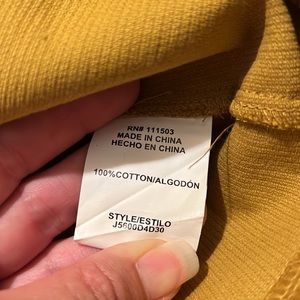 RN# 111503
MADE IN CHINA
HECHO EN CHINA
100%COTTON/ALGODÓN
STYLE/ESTILO
J5600D4D30